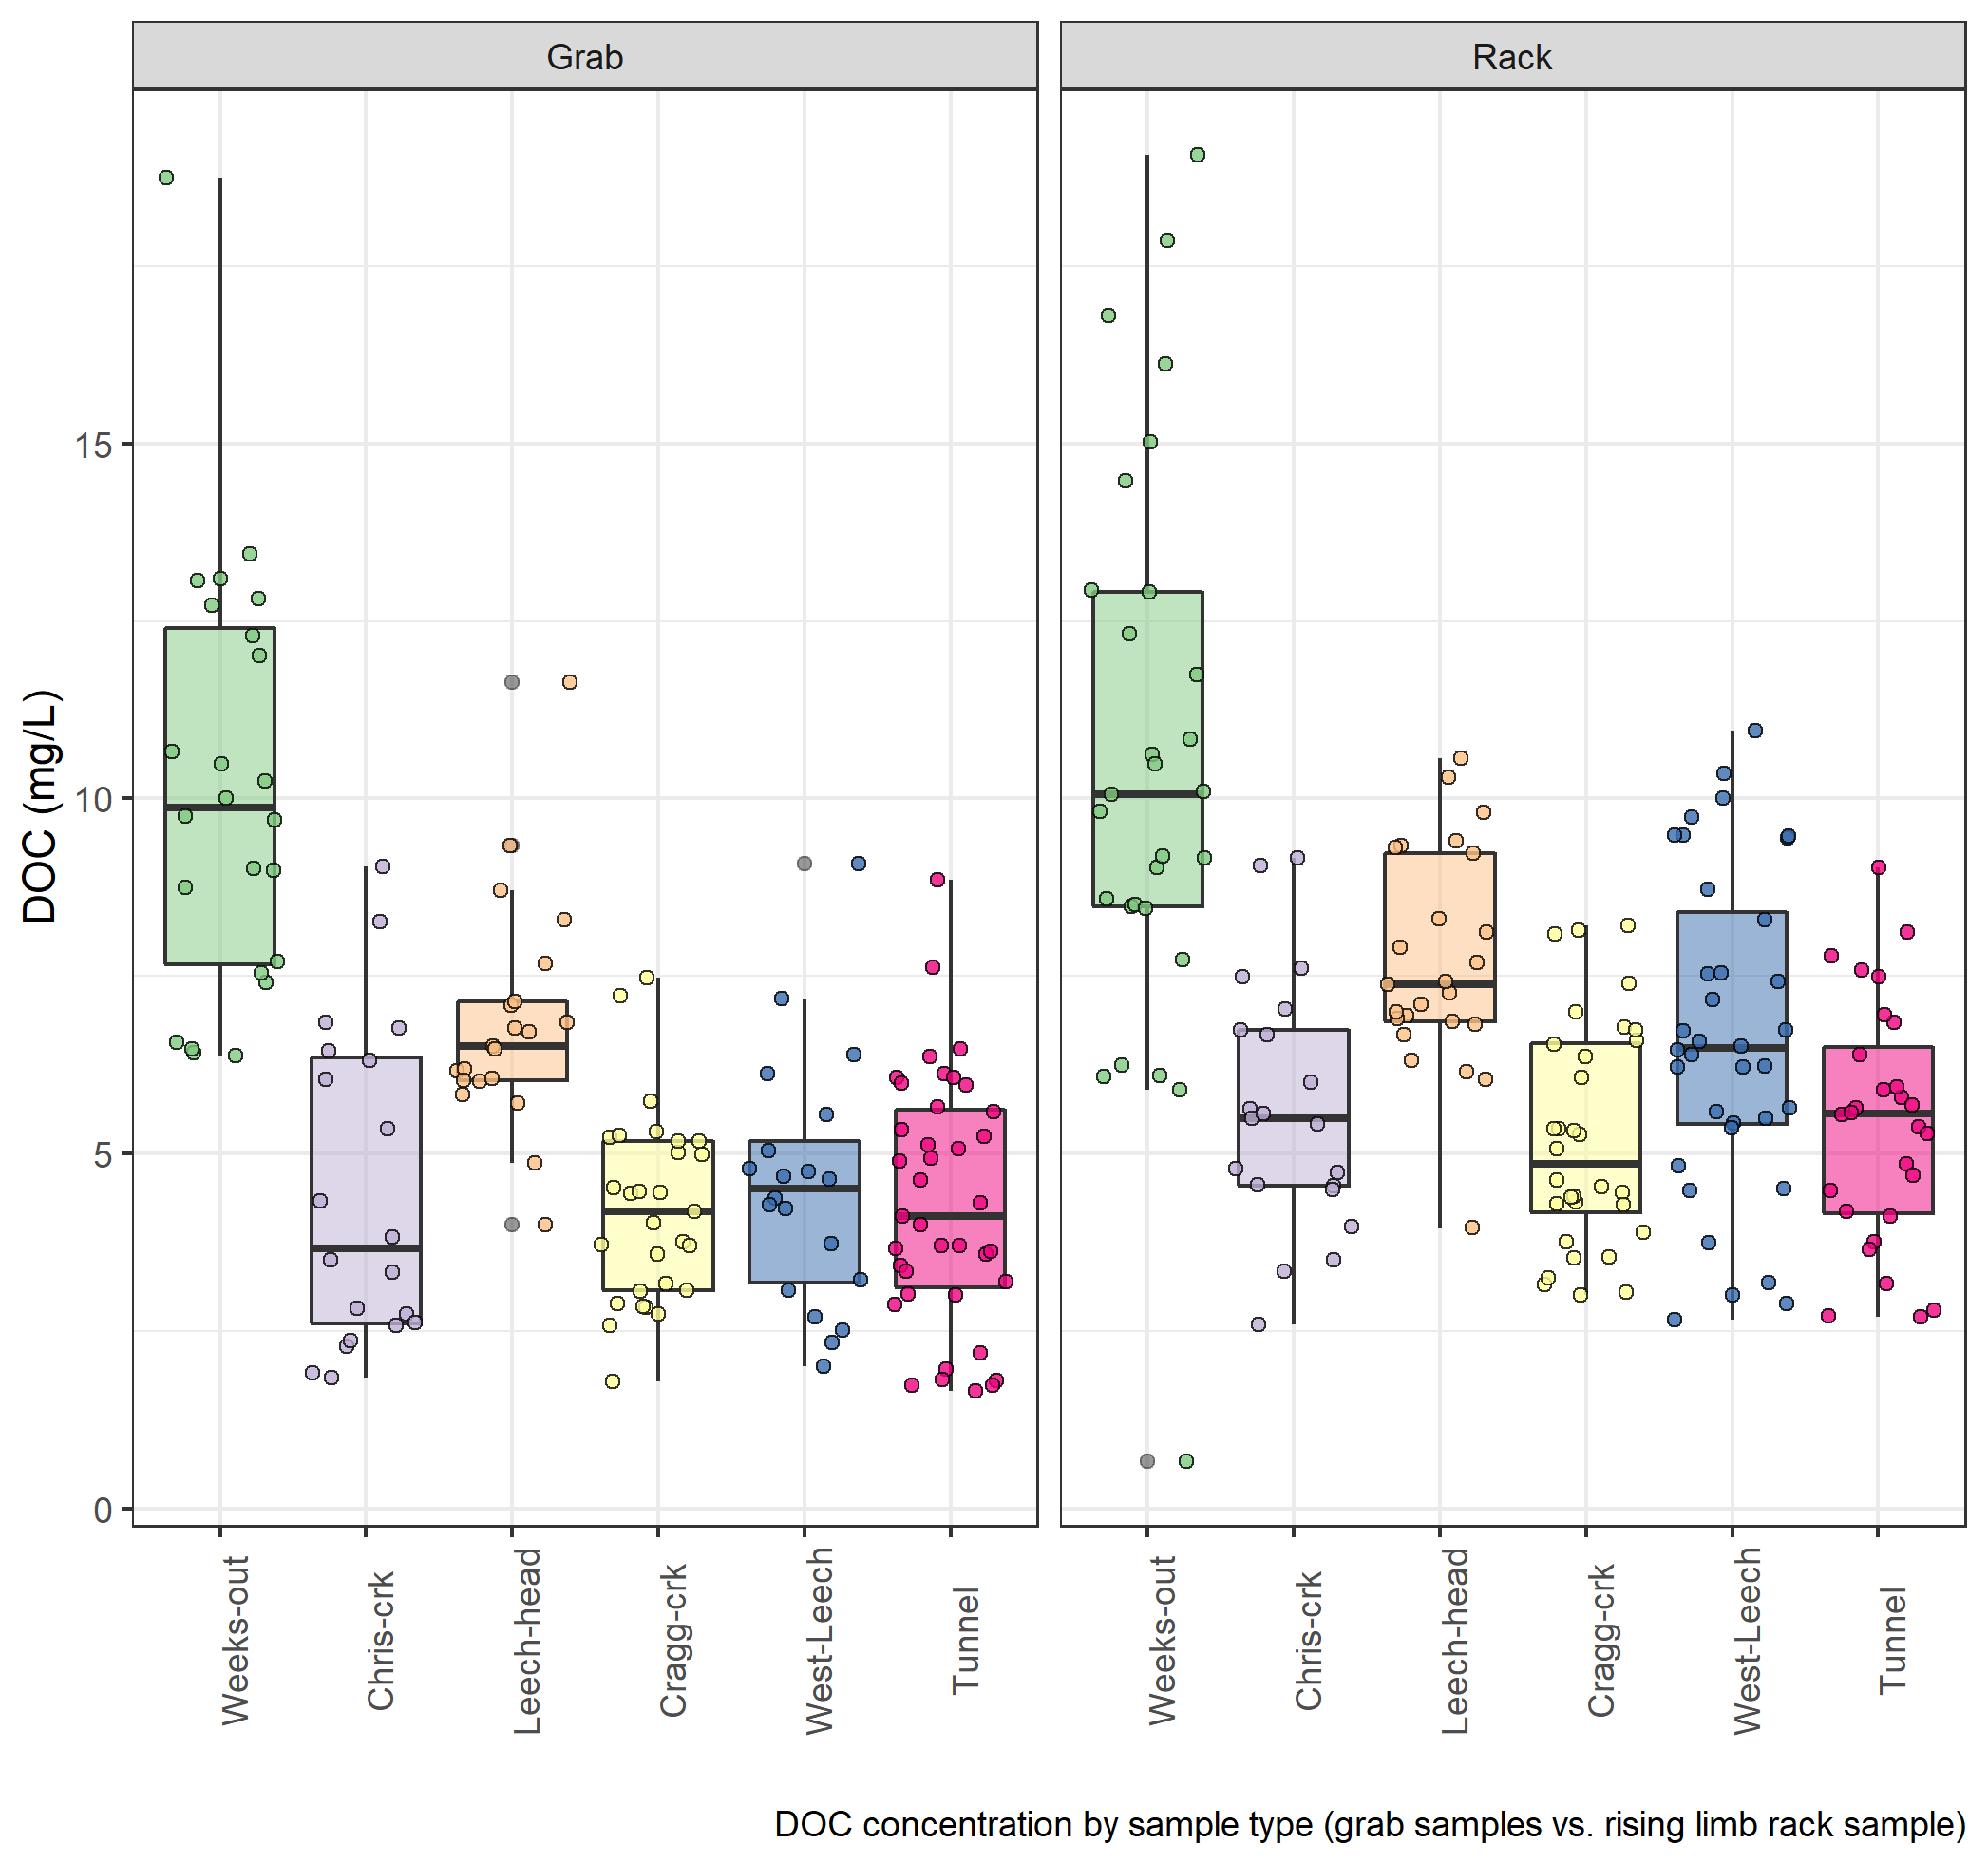 Grab
Rack
DOC (mg/L)
15
10
5
0
Weeks-out
Chris-crk
Leech-head
Cragg-crk
West-Leech
Tunnel
Weeks-out
Chris-crk
Leech-head
Cragg-crk
West-Leech
Tunnel
DOC concentration by sample type (grab samples vs. rising limb rack sample)